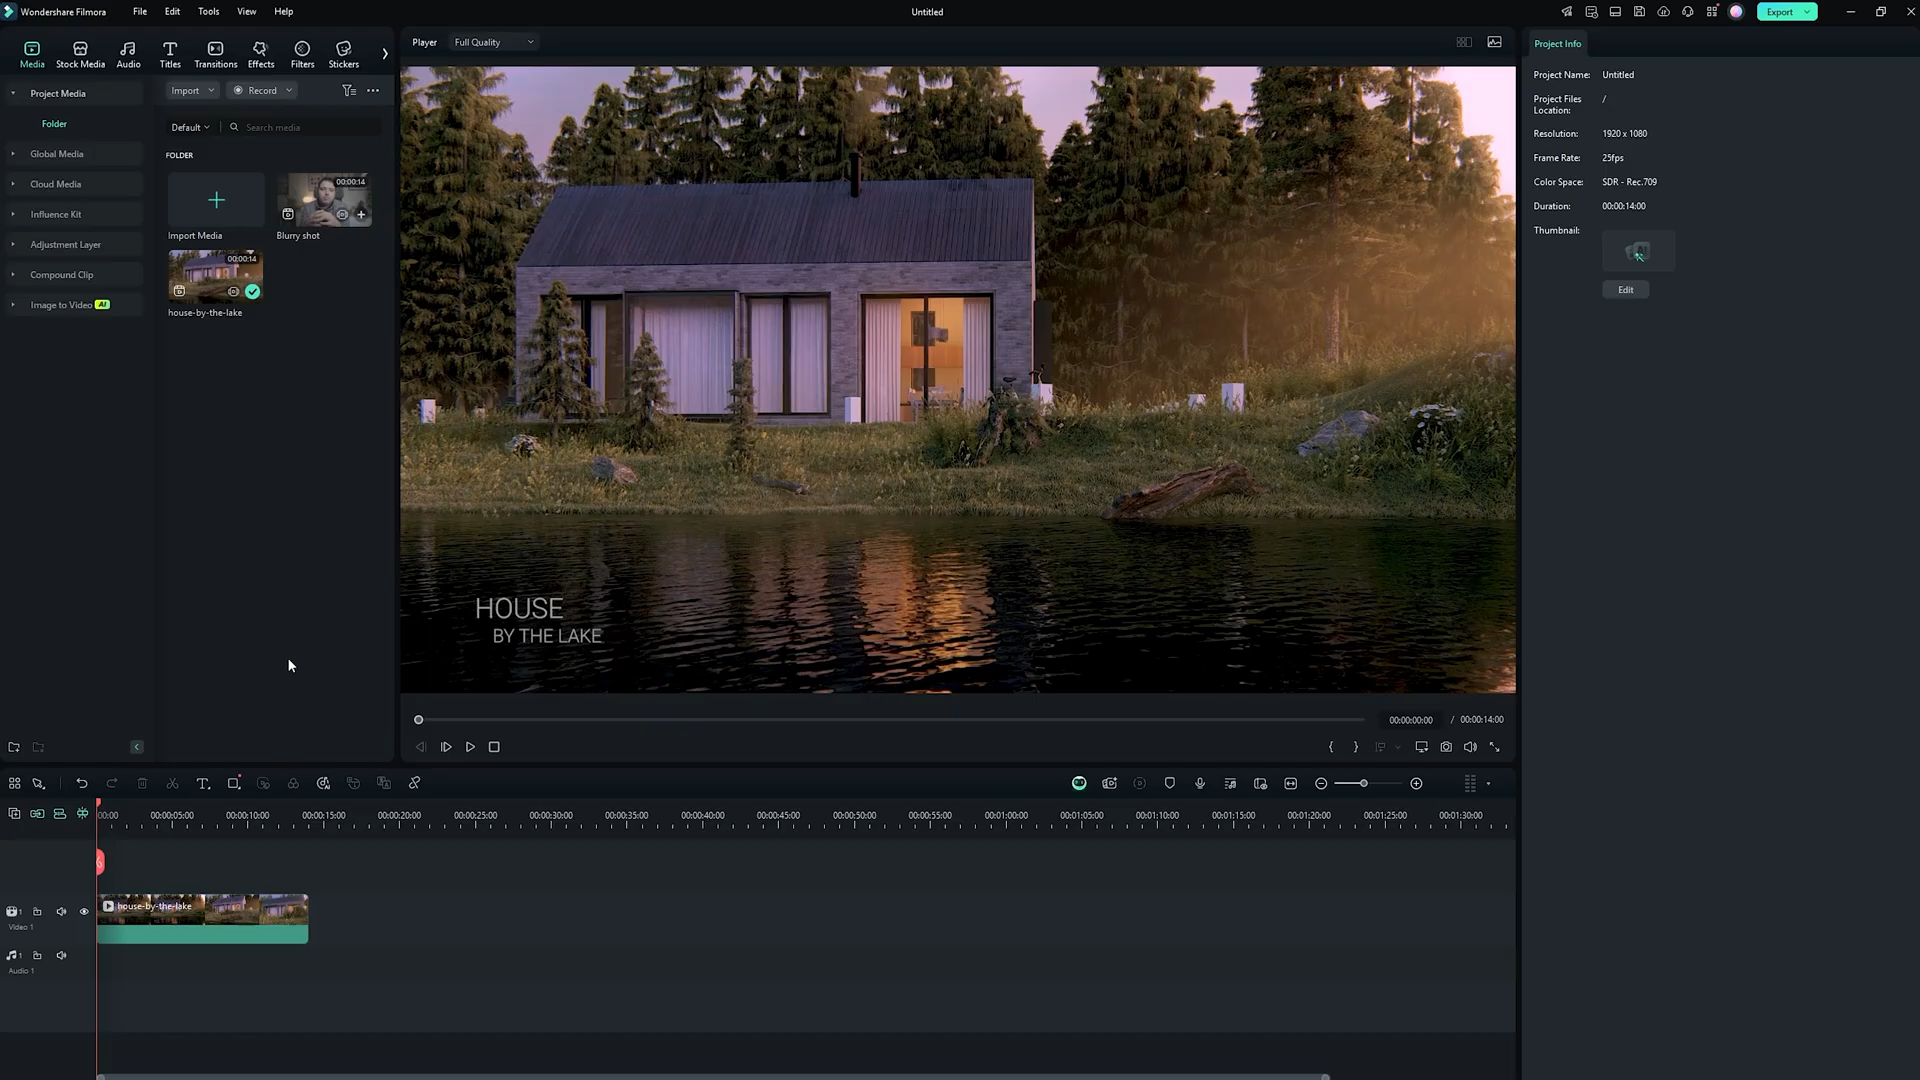 Wondershare Filmora
File
Edit
Tools
View
Help
Untitled
Export
Media
Stock Media
Audio
Titles
Transitions
Effects
Filters
Stickers
Player
Full Quality
Project Info
Project Media
Folder
Global Media
Cloud Media
Influence Kit
Adjustment Layer
Compound Clip
Image to Video AI
Import
Record
Default
Search media
FOLDER
Import Media
00:00:14
Blurry shot
00:00:14
house-by-the-lake
HOUSE
BY THE LAKE
Project Name: Untitled
Project Files
Location: /
Resolution: 1920 x 1080
Frame Rate: 25fps
Color Space: SDR - Rec.709
Duration: 00:00:14:00
Thumbnail:
AI
Edit
00:00:00:00 / 00:00:14:00
00:00 00:00:05:00 00:00:10:00 00:00:15:00 00:00:20:00 00:00:25:00 00:00:30:00 00:00:35:00 00:00:40:00 00:00:45:00 00:00:50:00 00:00:55:00 00:01:00:00 00:01:05:00 00:01:10:00 00:01:15:00 00:01:20:00 00:01:25:00 00:01:30:00
house-by-the-lake
1
Video 1
1
Audio 1